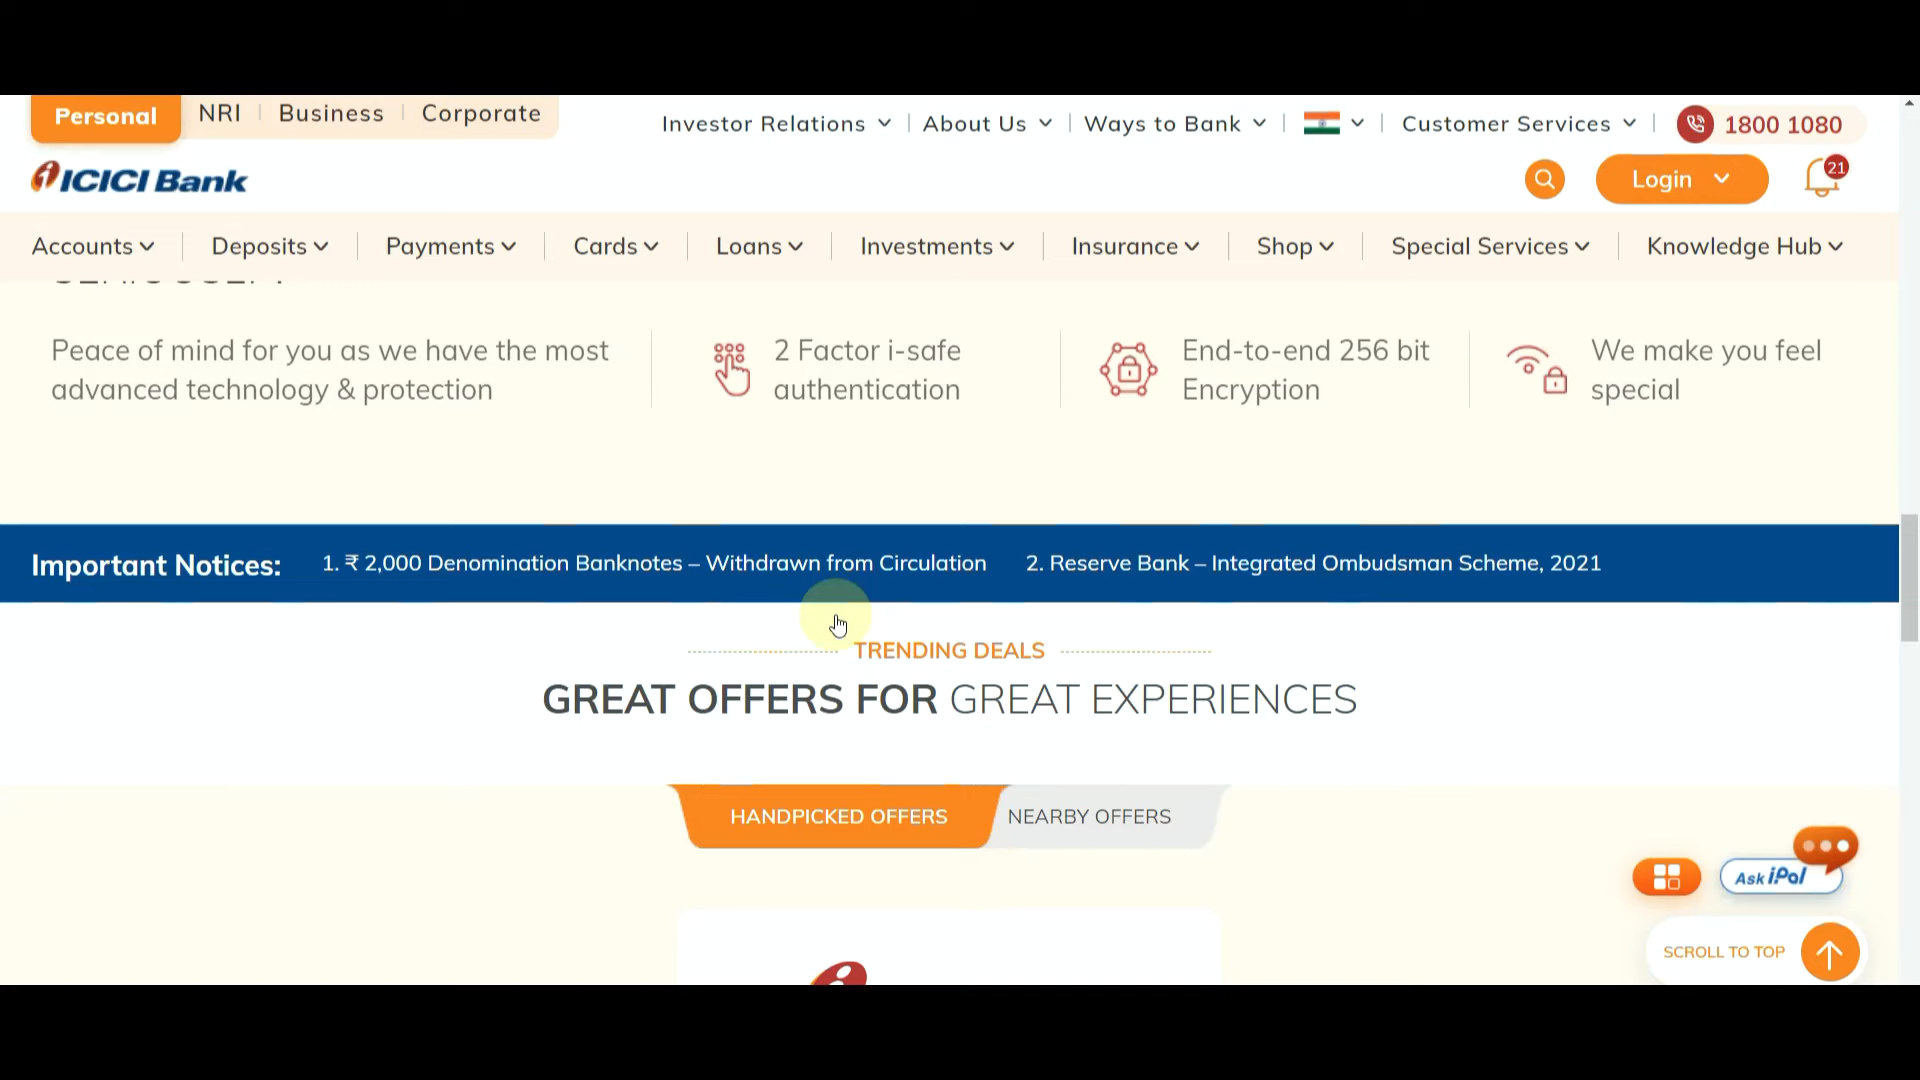 Personal
NRI
Business
Corporate
Investor Relations
About Us
Ways to Bank
Customer Services
1800 1080
ICICI Bank
Login
21
Accounts
Deposits
Payments
Cards
Loans
Investments
Insurance
Shop
Special Services
Knowledge Hub
Peace of mind for you as we have the most
advanced technology & protection
2 Factor i-safe
authentication
End-to-end 256 bit
Encryption
We make you feel
special
Important Notices:
1. ₹ 2,000 Denomination Banknotes – Withdrawn from Circulation
2. Reserve Bank – Integrated Ombudsman Scheme, 2021
TRENDING DEALS
GREAT OFFERS FOR GREAT EXPERIENCES
HANDPICKED OFFERS
NEARBY OFFERS
Ask iPal
SCROLL TO TOP